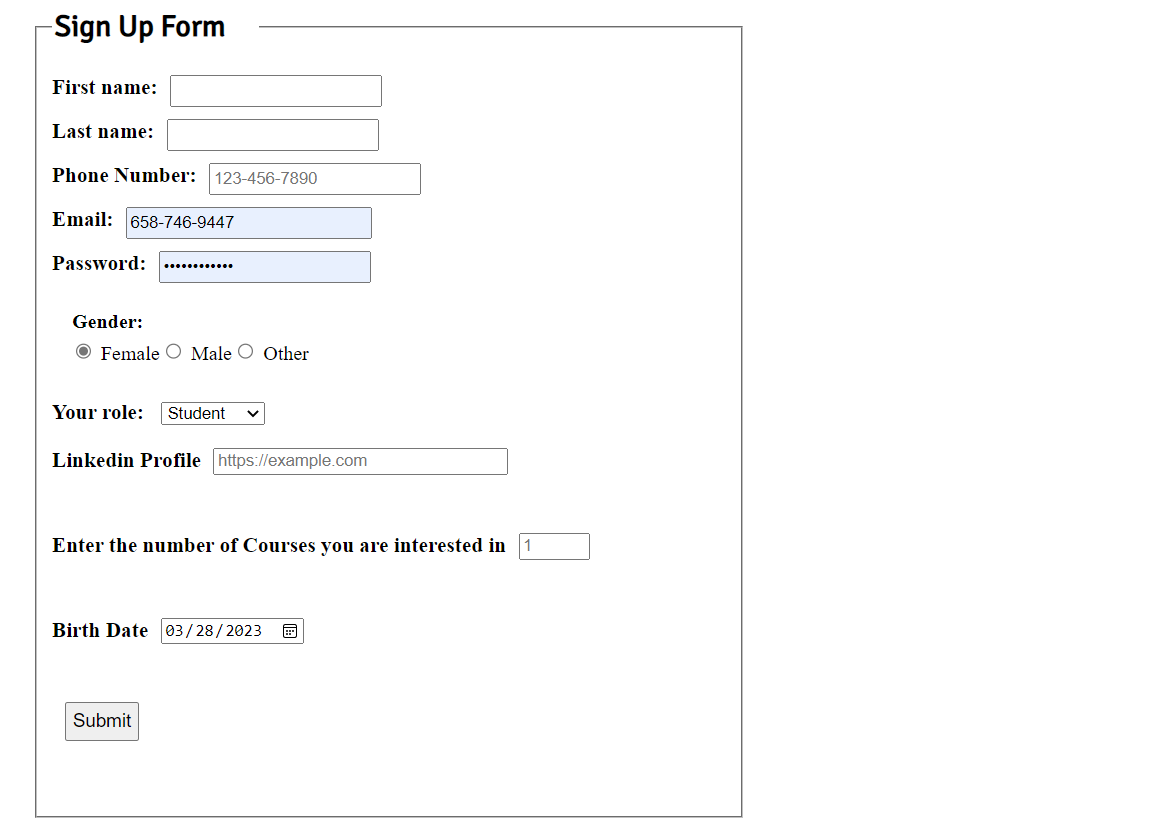 Sign Up Form
First name:
Last name:
Phone Number: 123-456-7890
Email: 658-746-9447
Password: ••••••••••••
Gender:
Female Male Other
Your role: Student
Linkedin Profile https://example.com
Enter the number of Courses you are interested in 1
Birth Date 03/28/2023
Submit